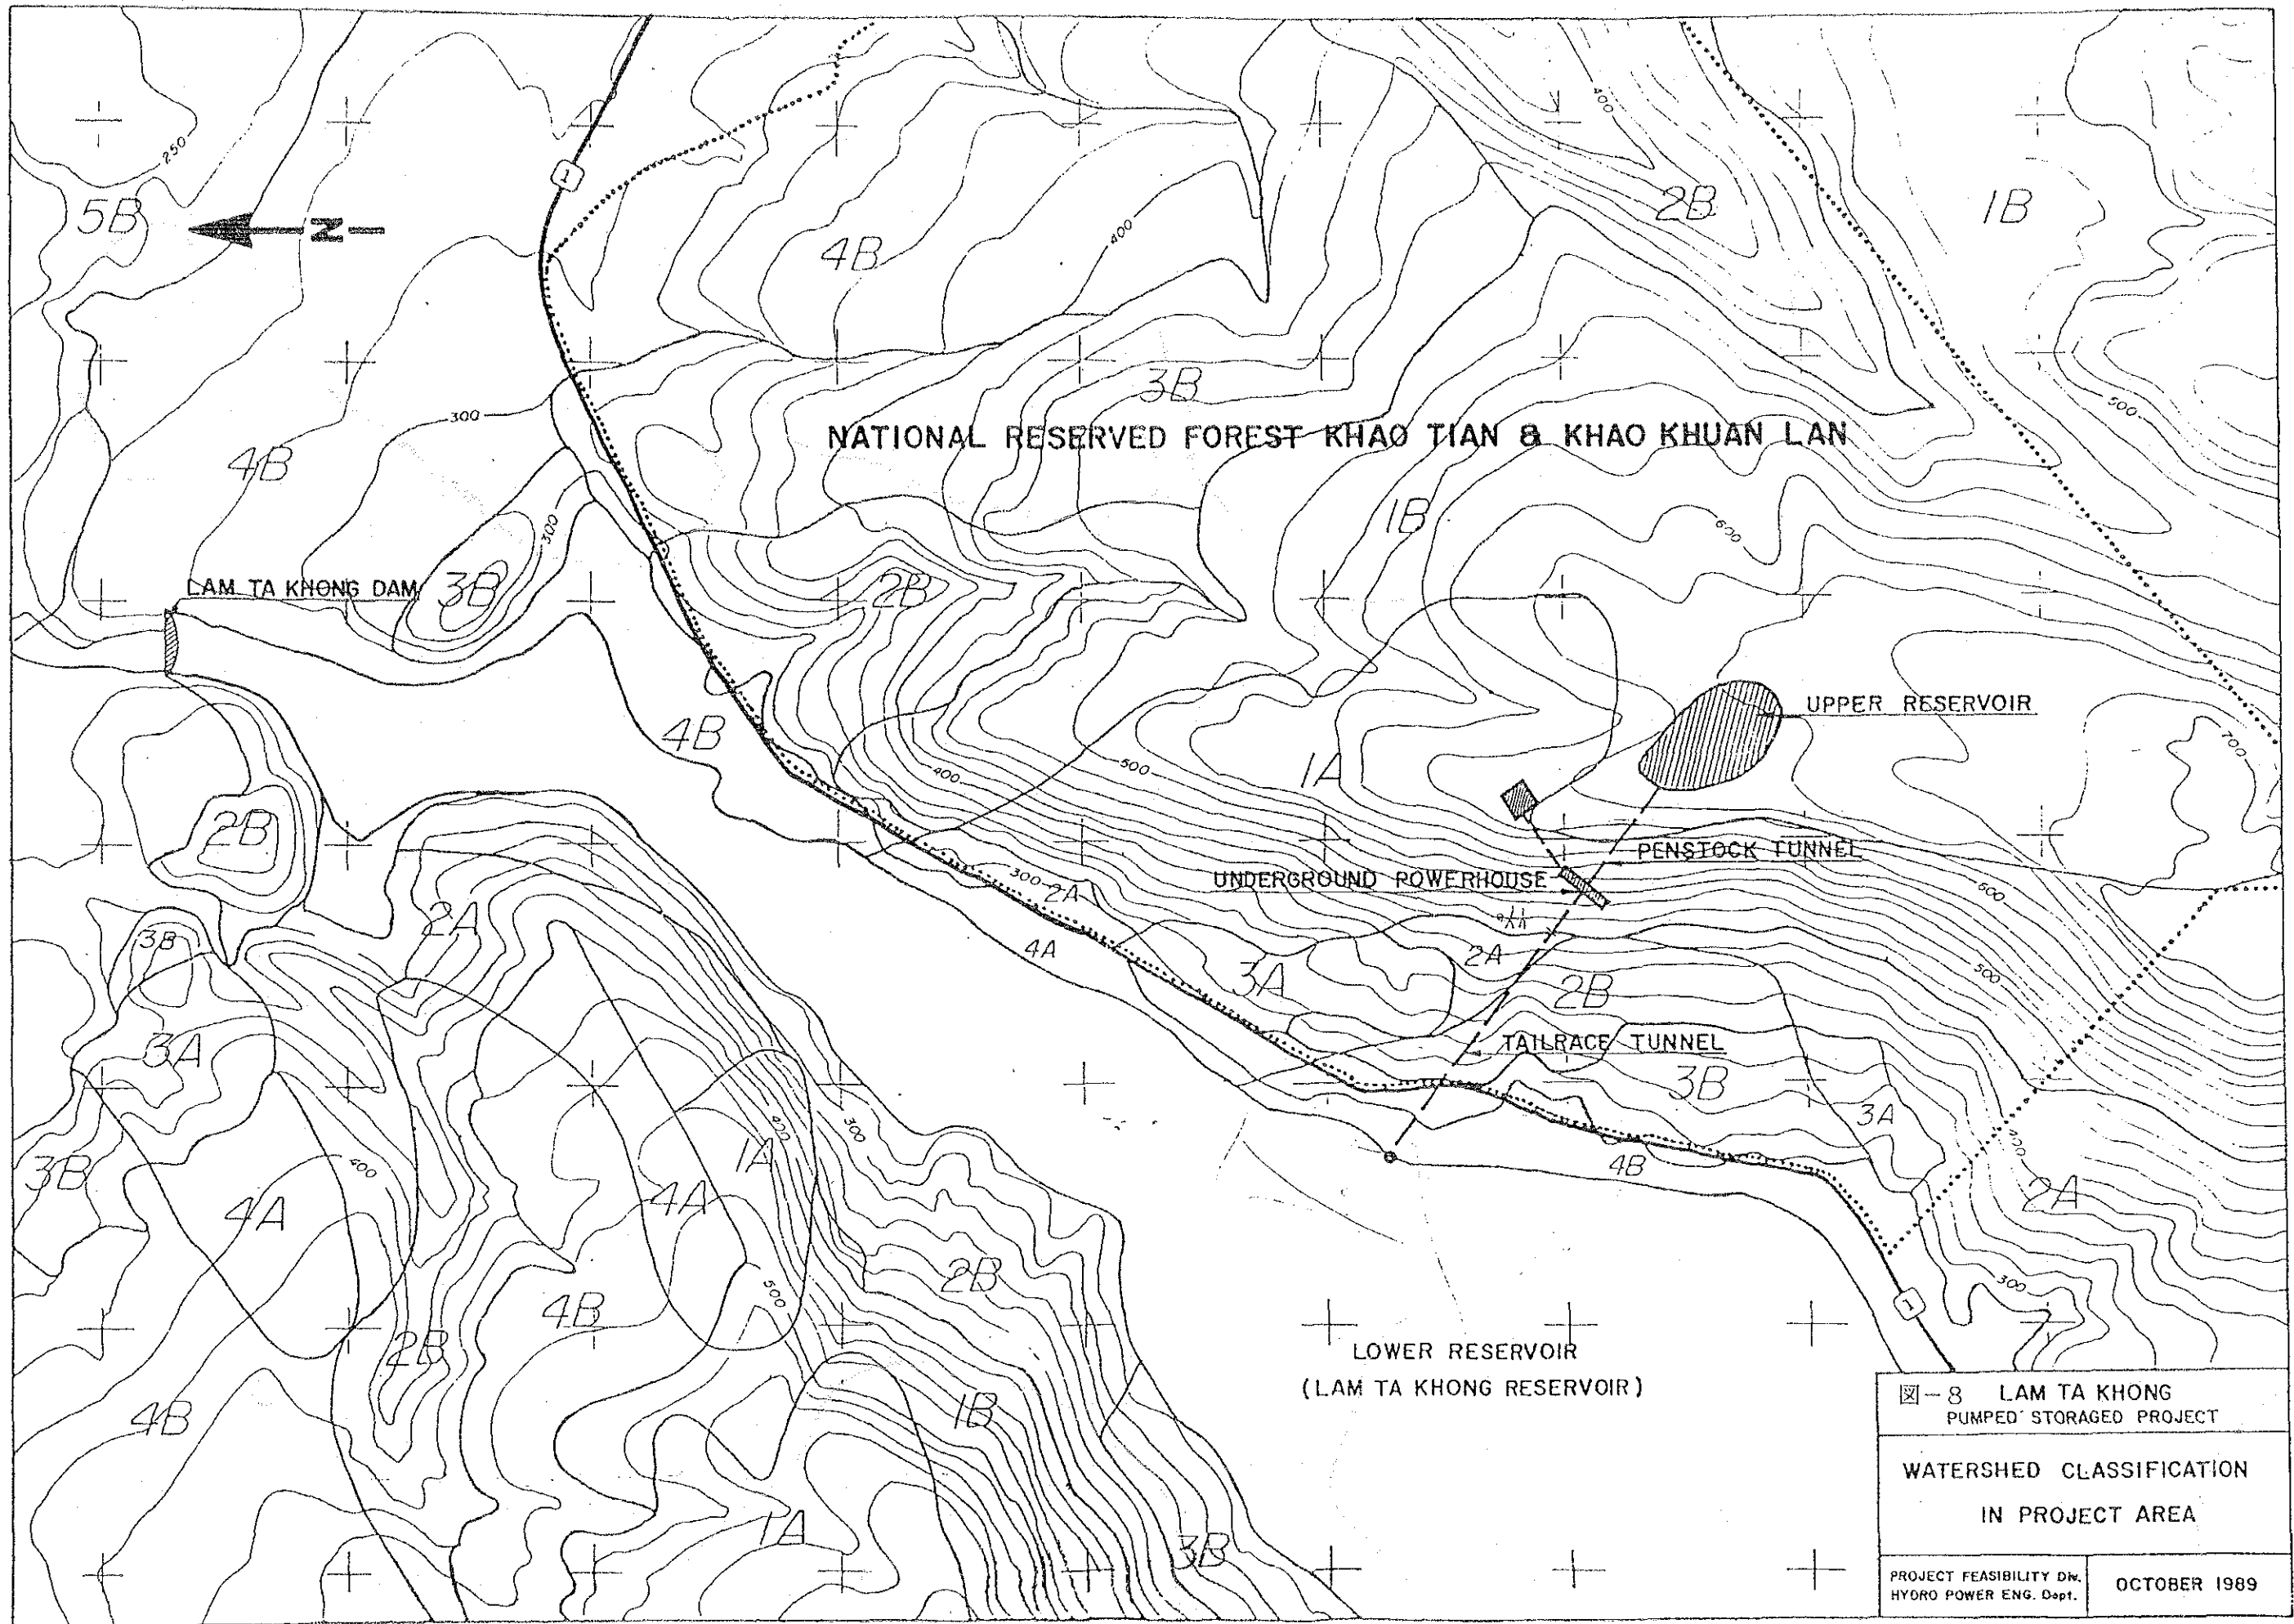 250
5B
N
1
4B
400
400
2B
1B
300
3B
500
4B
NATIONAL RESERVED FOREST KHAO TIAN & KHAO KHUAN LAN
1B
600
300
LAM TA KHONG DAM
3B
2B
UPPER RESERVOIR
4B
700
400
500
1A
2B
PENSTOCK TUNNEL
300
2A
UNDERGROUND POWERHOUSE
600
2A
4A
2A
3B
3A
2B
500
3A
TAILRACE TUNNEL
3B
3A
400
300
400
1A
3B
400
4A
4A
4B
2A
2B
4B
500
300
1
2B
LOWER RESERVOIR
(LAM TA KHONG RESERVOIR)
4B
1B
1A
3B
図-8 LAM TA KHONG
PUMPED STORAGED PROJECT
WATERSHED CLASSIFICATION
IN PROJECT AREA
PROJECT FEASIBILITY Div.
HYDRO POWER ENG. Dept.
OCTOBER 1989